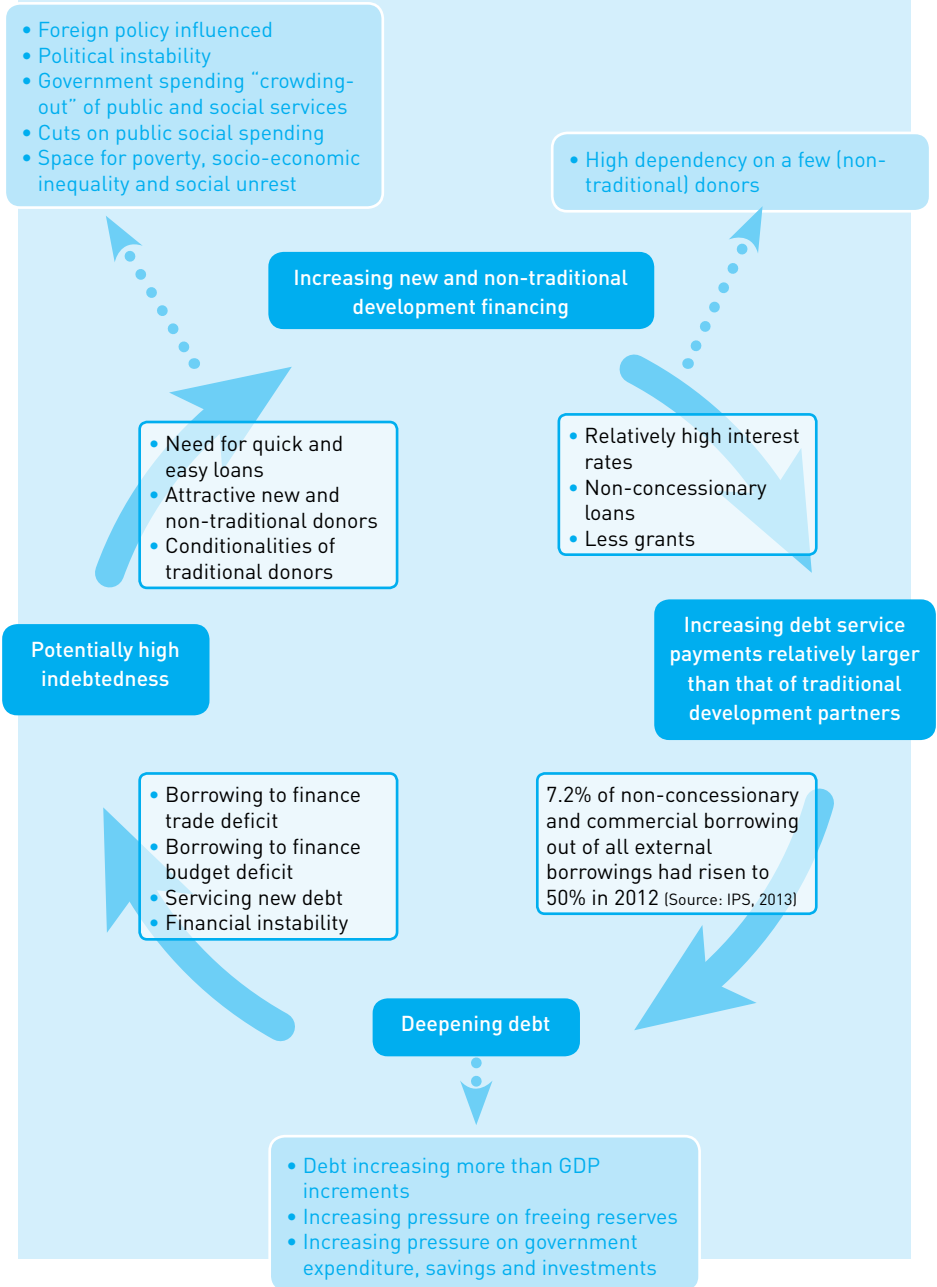 • Foreign policy influenced
• Political instability
• Government spending “crowding-
out” of public and social services
• Cuts on public social spending
• Space for poverty, socio-economic
inequality and social unrest
• High dependency on a few (non-
traditional) donors
Increasing new and non-traditional
development financing
• Need for quick and
easy loans
• Attractive new and
non-traditional donors
• Conditionalities of
traditional donors
• Relatively high interest
rates
• Non-concessionary
loans
• Less grants
Potentially high
indebtedness
Increasing debt service
payments relatively larger
than that of traditional
development partners
• Borrowing to finance
trade deficit
• Borrowing to finance
budget deficit
• Servicing new debt
• Financial instability
7.2% of non-concessionary
and commercial borrowing
out of all external
borrowings had risen to
50% in 2012 (Source: IPS, 2013)
Deepening debt
• Debt increasing more than GDP
increments
• Increasing pressure on freeing reserves
• Increasing pressure on government
expenditure, savings and investments